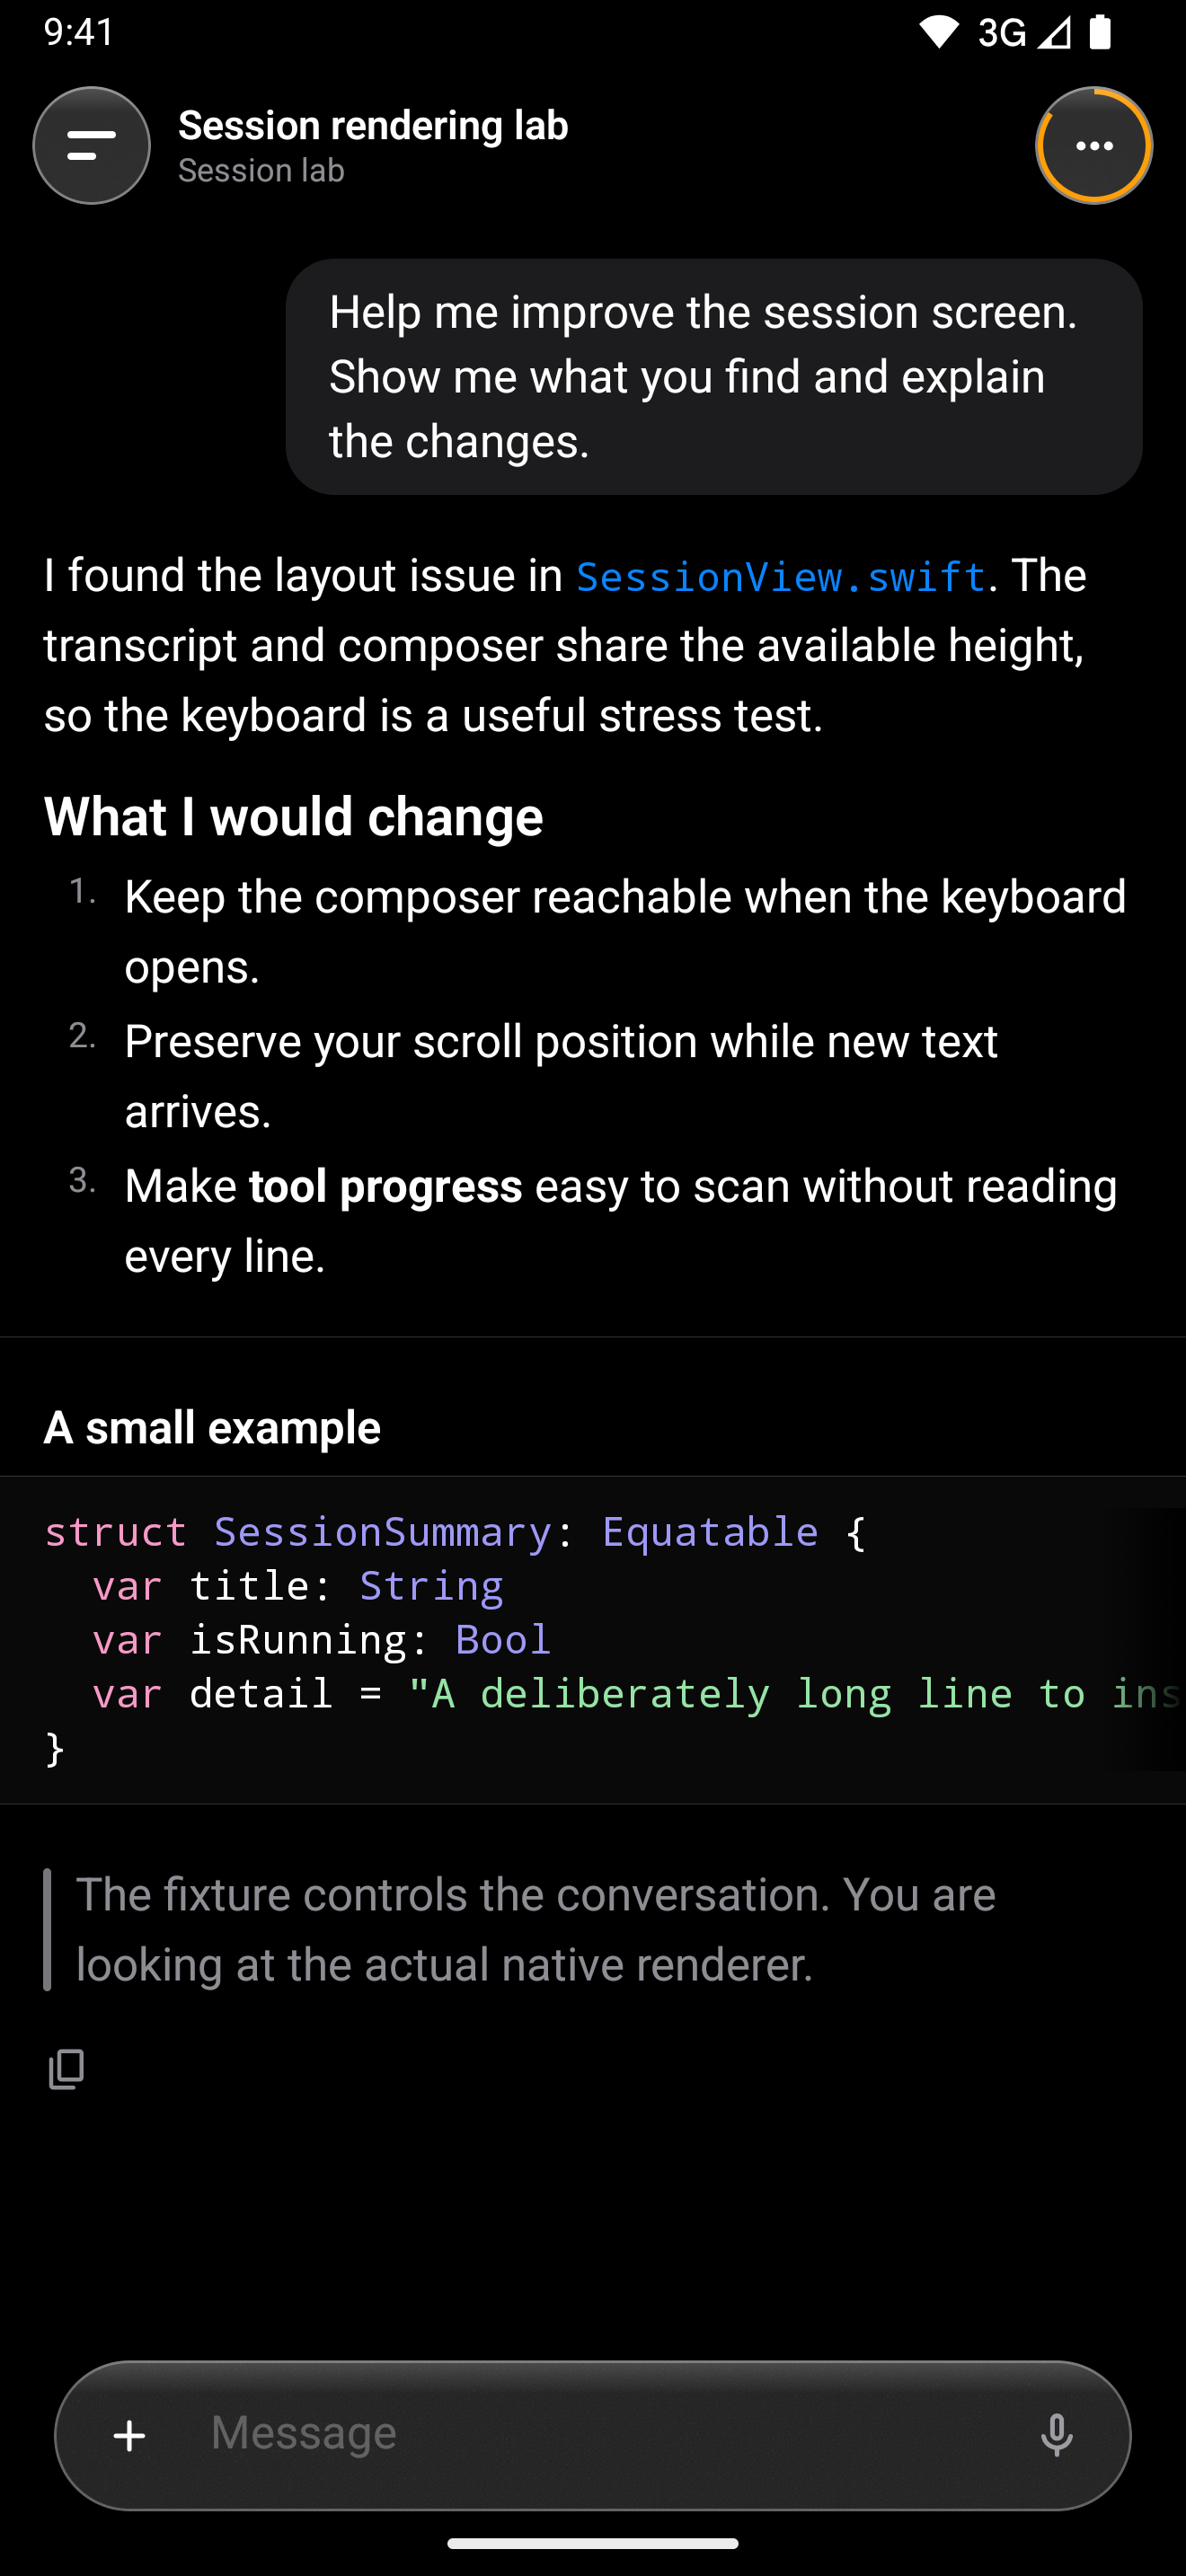 9:41
3G
Session rendering lab
Session lab
Help me improve the session screen.
Show me what you find and explain
the changes.
I found the layout issue in SessionView.swift. The
transcript and composer share the available height,
so the keyboard is a useful stress test.
What I would change
1. Keep the composer reachable when the keyboard
opens.
2. Preserve your scroll position while new text
arrives.
3. Make tool progress easy to scan without reading
every line.
A small example
struct SessionSummary: Equatable {
  var title: String
  var isRunning: Bool
  var detail = "A deliberately long line to ins
}
The fixture controls the conversation. You are
looking at the actual native renderer.
Message